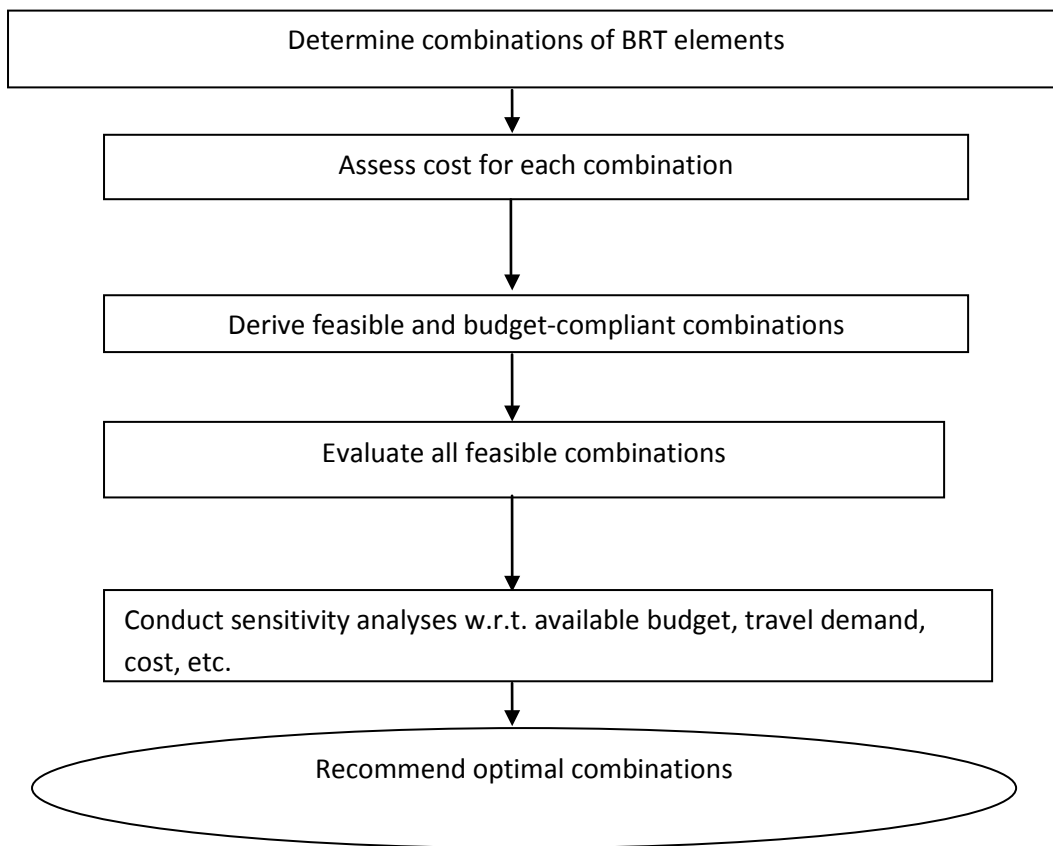 Determine combinations of BRT elements
Assess cost for each combination
Derive feasible and budget-compliant combinations
Evaluate all feasible combinations
Conduct sensitivity analyses w.r.t. available budget, travel demand,
cost, etc.
Recommend optimal combinations